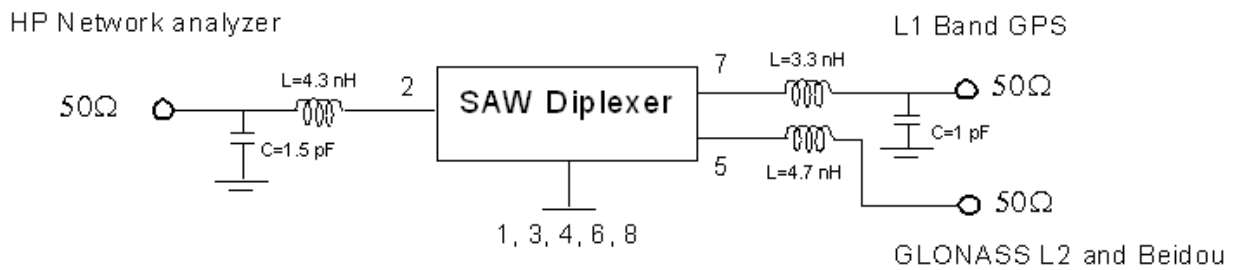 HP Network analyzer
L1 Band GPS
L=4.3 nH
2
SAW Diplexer
7
L=3.3 nH
50Ω
50Ω
C=1.5 pF
C=1 pF
5
L=4.7 nH
50Ω
1, 3, 4, 6, 8
GLONASS L2 and Beidou